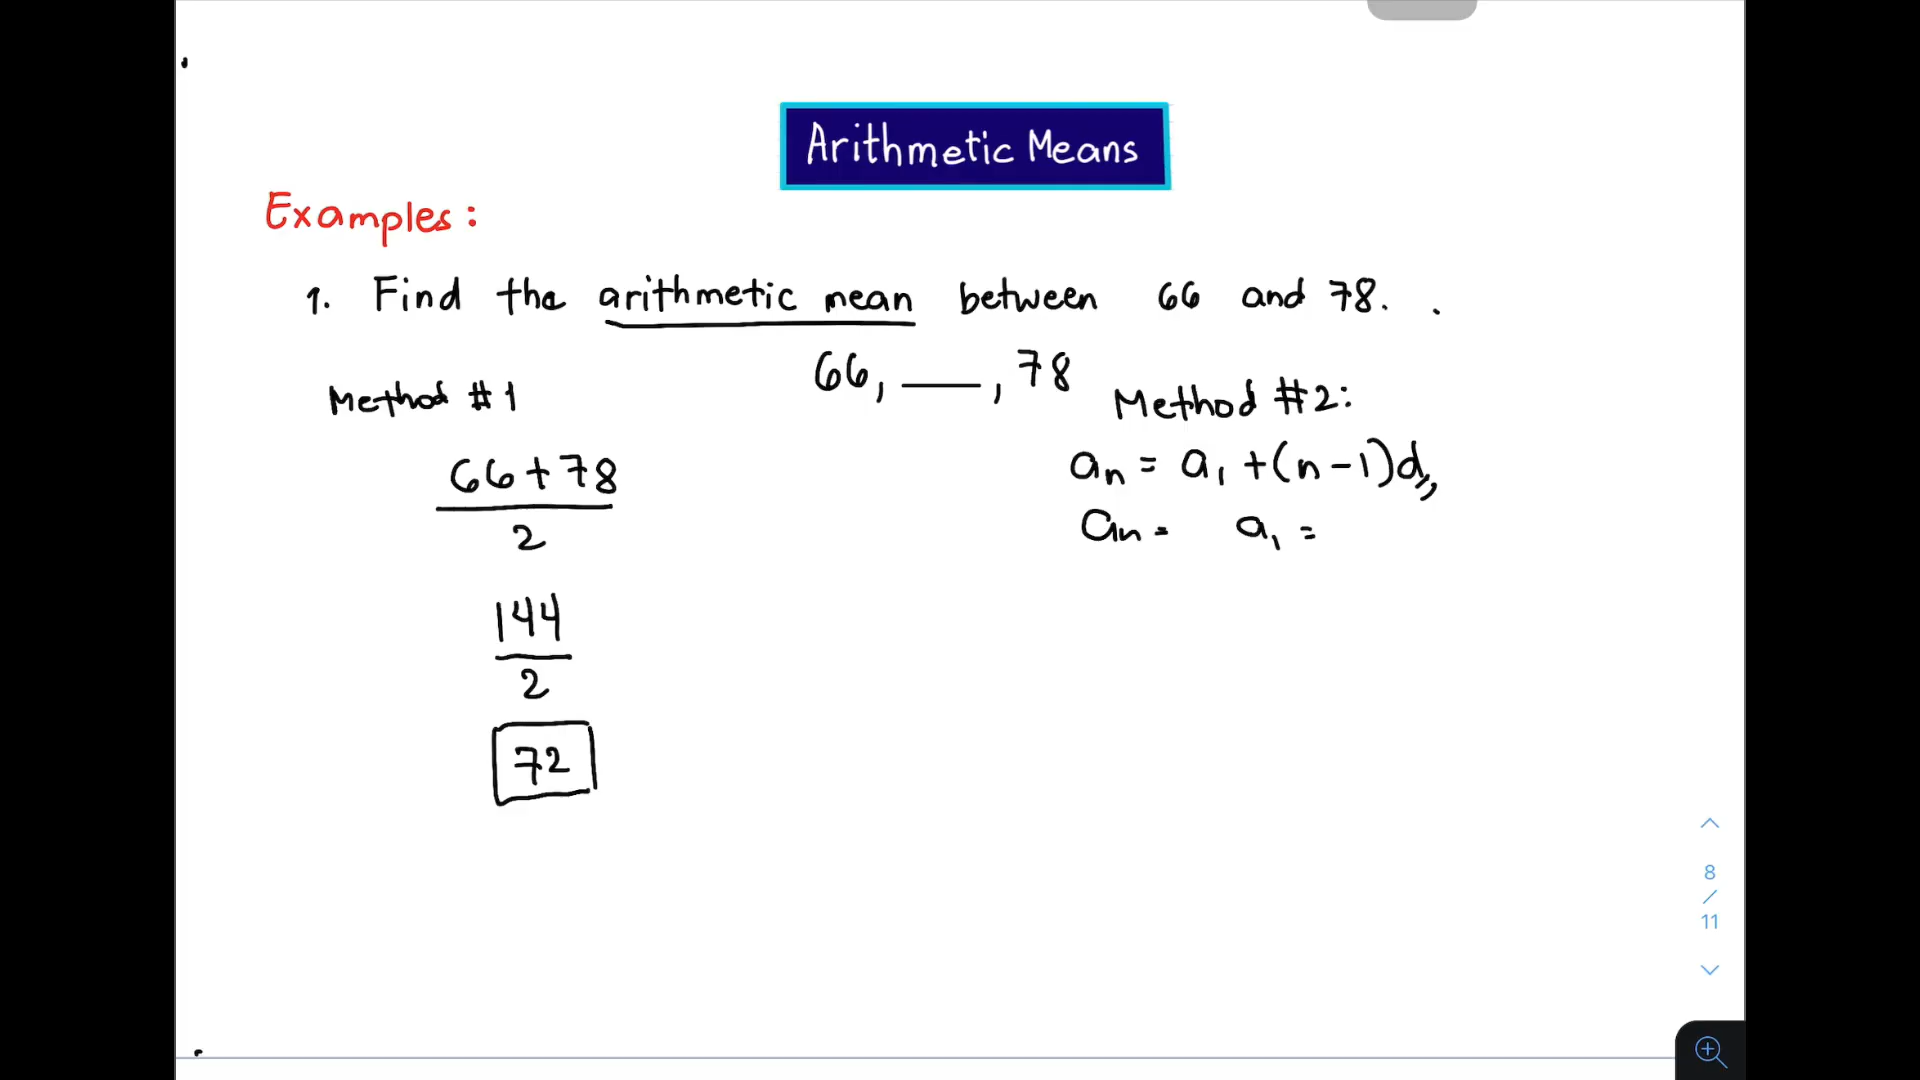 Arithmetic Means
Examples:
1. Find the arithmetic mean between 66 and 78. .
66, ___, 78
Method #1
66+78
2
144
2
72
Method #2:
an = a1 +(n-1)d,,
an = a1 =
8
/
11